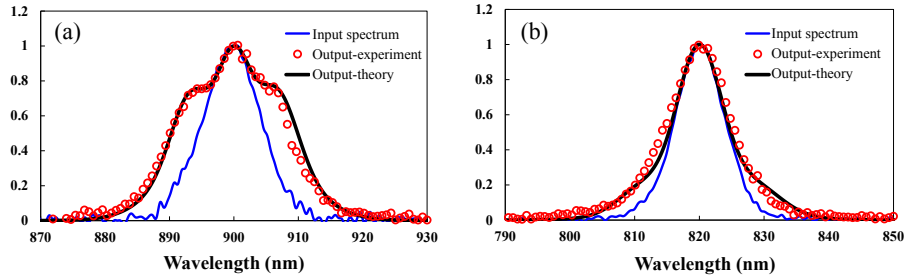 (a)
1.2
1
0.8
0.6
0.4
0.2
0
870 880 890 900 910 920 930
Wavelength (nm)
Input spectrum
Output-experiment
Output-theory
(b)
1.2
1
0.8
0.6
0.4
0.2
0
790 800 810 820 830 840 850
Wavelength (nm)
Input spectrum
Output-experiment
Output-theory